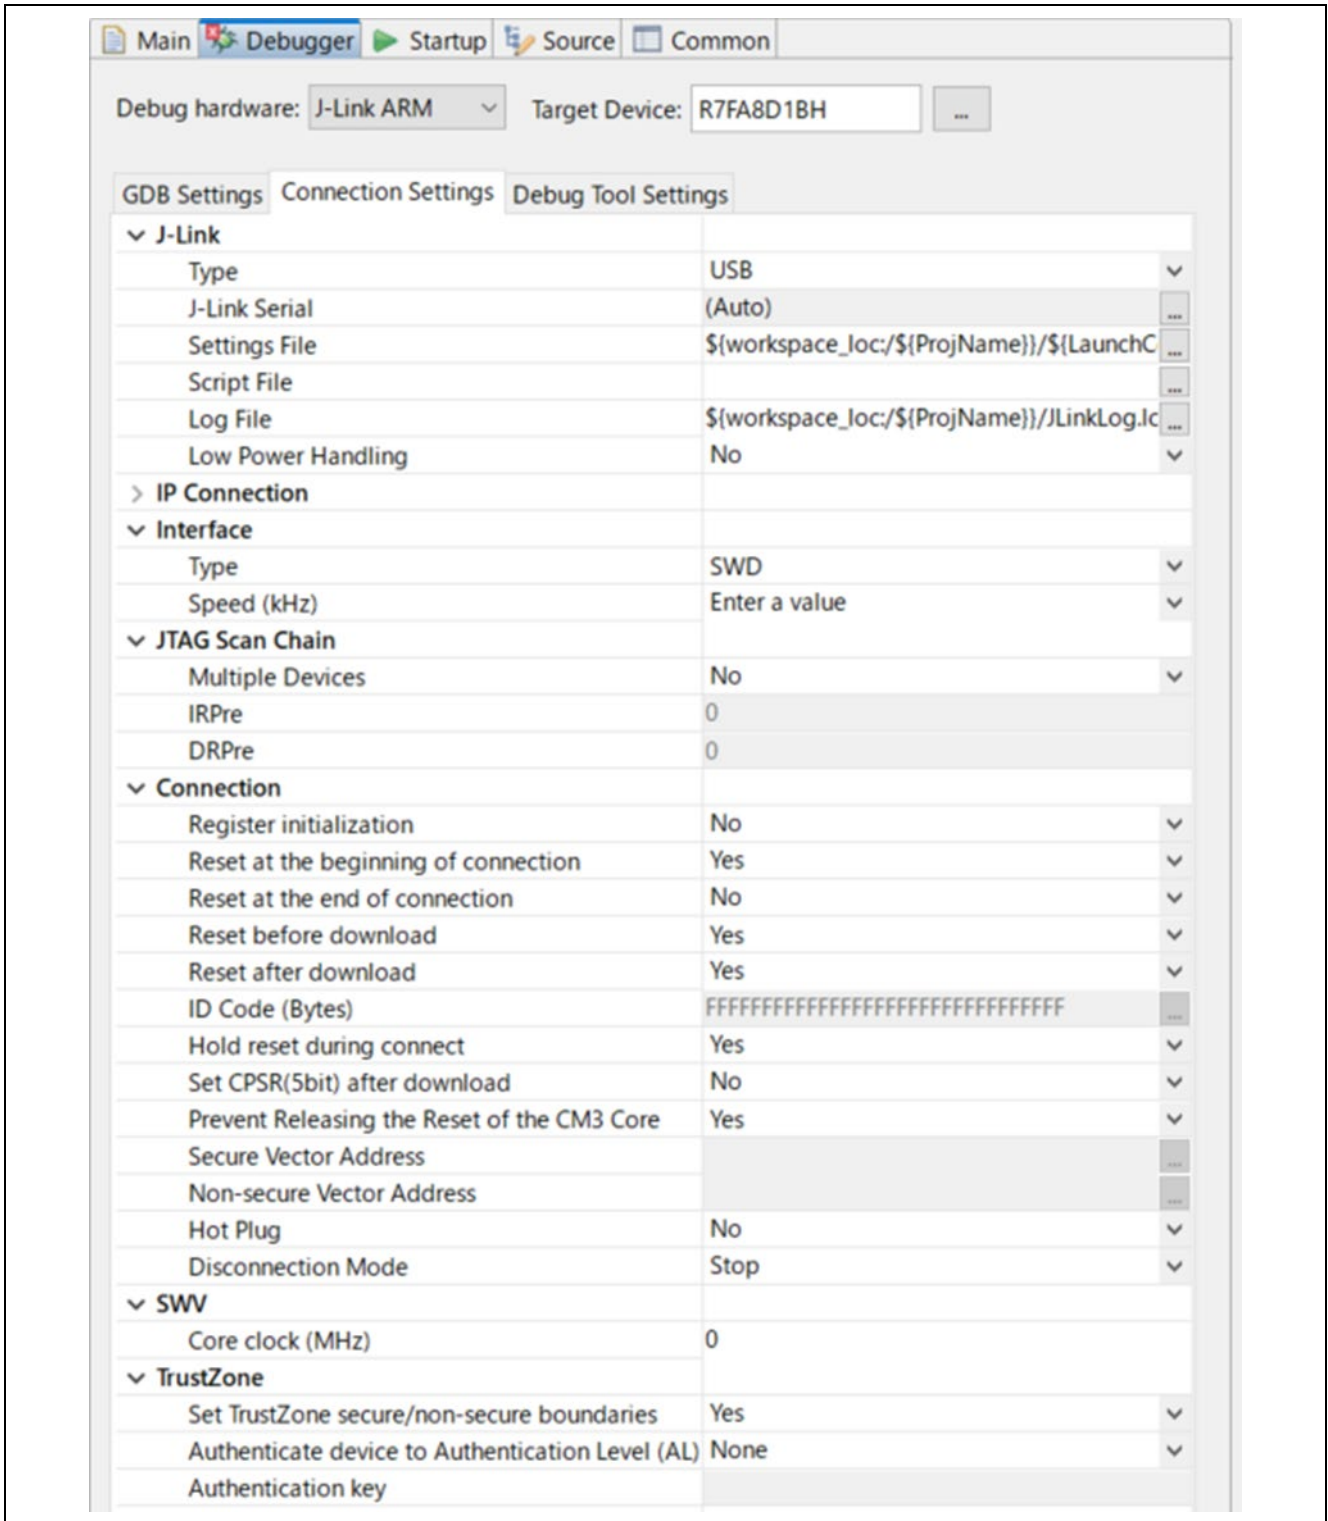 Main Debugger Startup Source Common
Debug hardware: J-Link ARM Target Device: R7FA8D1BH ...
GDB Settings Connection Settings Debug Tool Settings
J-Link
Type USB
J-Link Serial (Auto) ...
Settings File ${workspace_loc:/${ProjName}}/${LaunchC ...
Script File ...
Log File ${workspace_loc:/${ProjName}}/JLinkLog.lc ...
Low Power Handling No
IP Connection
Interface
Type SWD
Speed (kHz) Enter a value
JTAG Scan Chain
Multiple Devices No
IRPre 0
DRPre 0
Connection
Register initialization No
Reset at the beginning of connection Yes
Reset at the end of connection No
Reset before download Yes
Reset after download Yes
ID Code (Bytes) FFFFFFFFFFFFFFFFFFFFFFFFFFFFFFFF ...
Hold reset during connect Yes
Set CPSR(5bit) after download No
Prevent Releasing the Reset of the CM3 Core Yes
Secure Vector Address ...
Non-secure Vector Address ...
Hot Plug No
Disconnection Mode Stop
SWV
Core clock (MHz) 0
TrustZone
Set TrustZone secure/non-secure boundaries Yes
Authenticate device to Authentication Level (AL) None
Authentication key